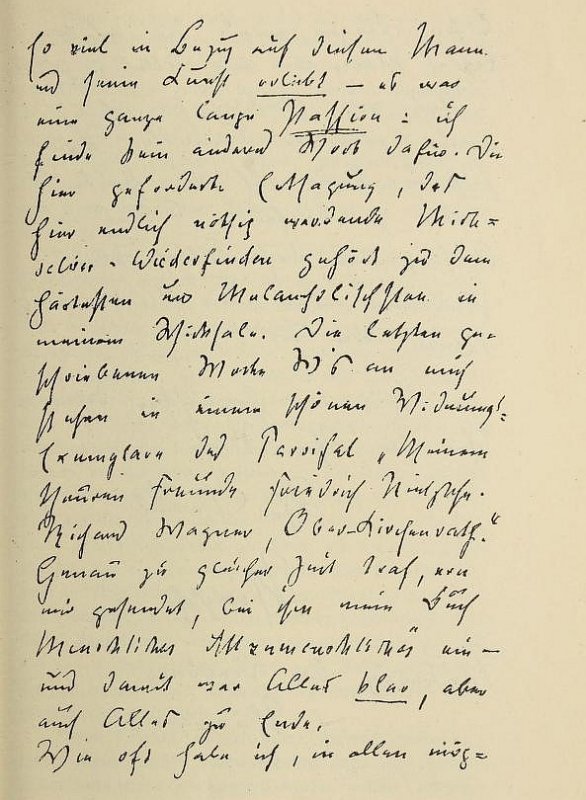 so viel in Bezug auf diesen Mann
und seine Kunst erlebt — es war
eine ganze lange Passion: ich
finde kein anderes Wort dafür. Die
hier geforderte Entsagung, das
hier endlich nöthig werdende Mich-
selber-Wiederfinden gehört zu dem
Härtesten und Melancholischsten in
meinem Schicksale. Die letzten ge-
schriebenen Worte W's an mich
stehen in einem schönen Widmungs-
Exemplare des Parsifal „Meinem
theuren Freunde Friedrich Nietzsche.
Richard Wagner, Ober-Kirchenrath."
Genau zu gleicher Zeit traf, von
mir gesendet, bei ihm mein Buch
Menschliches Allzumenschliches ein —
und damit war Alles klar, aber
auch Alles zu Ende.
Wie oft habe ich, in allen mög-